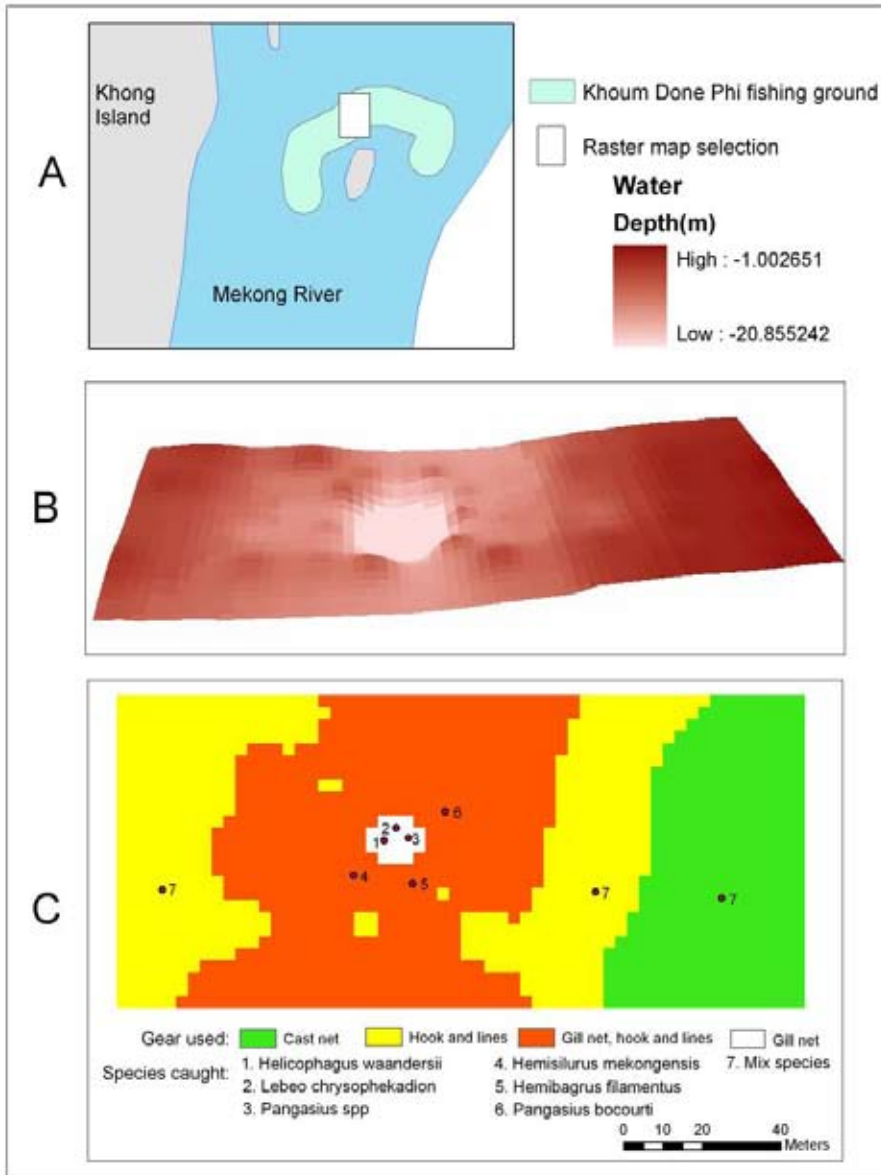 A
Khong
Island
Mekong River
Khoum Done Phi fishing ground
Raster map selection
Water
Depth(m)
High : -1.002651
Low : -20.855242
B
C
1
2
3
4
5
6
7
7
7
Gear used: Cast net Hook and lines Gill net, hook and lines Gill net
Species caught: 1. Helicophagus waandersii 4. Hemisilurus mekongensis 7. Mix species
2. Lebeo chrysophekadion 5. Hemibagrus filamentus
3. Pangasius spp 6. Pangasius bocourti
0 5 10 20 40
Meters